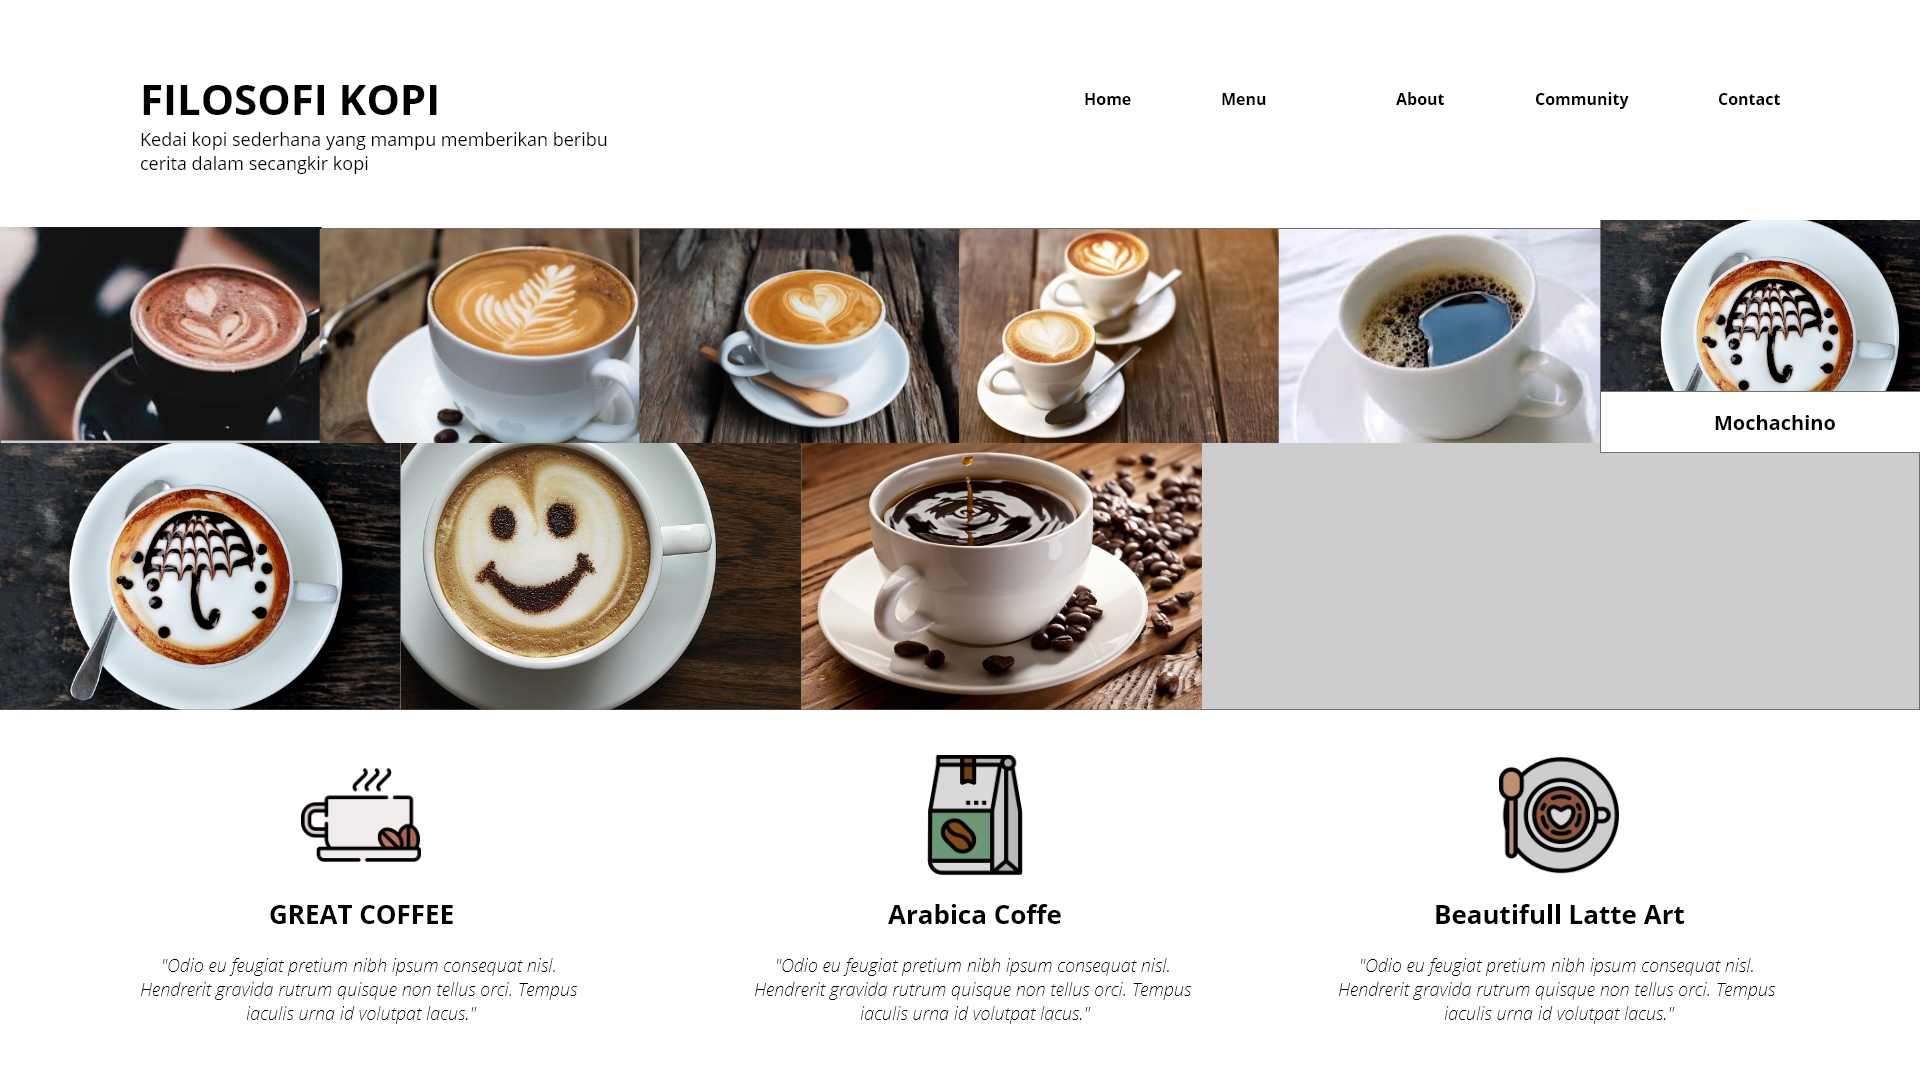 FILOSOFI KOPI
Kedai kopi sederhana yang mampu memberikan beribu
cerita dalam secangkir kopi
Home
Menu
About
Community
Contact
Mochachino
GREAT COFFEE
"Odio eu feugiat pretium nibh ipsum consequat nisl.
Hendrerit gravida rutrum quisque non tellus orci. Tempus
iaculis urna id volutpat lacus."
Arabica Coffe
"Odio eu feugiat pretium nibh ipsum consequat nisl.
Hendrerit gravida rutrum quisque non tellus orci. Tempus
iaculis urna id volutpat lacus."
Beautifull Latte Art
"Odio eu feugiat pretium nibh ipsum consequat nisl.
Hendrerit gravida rutrum quisque non tellus orci. Tempus
iaculis urna id volutpat lacus."